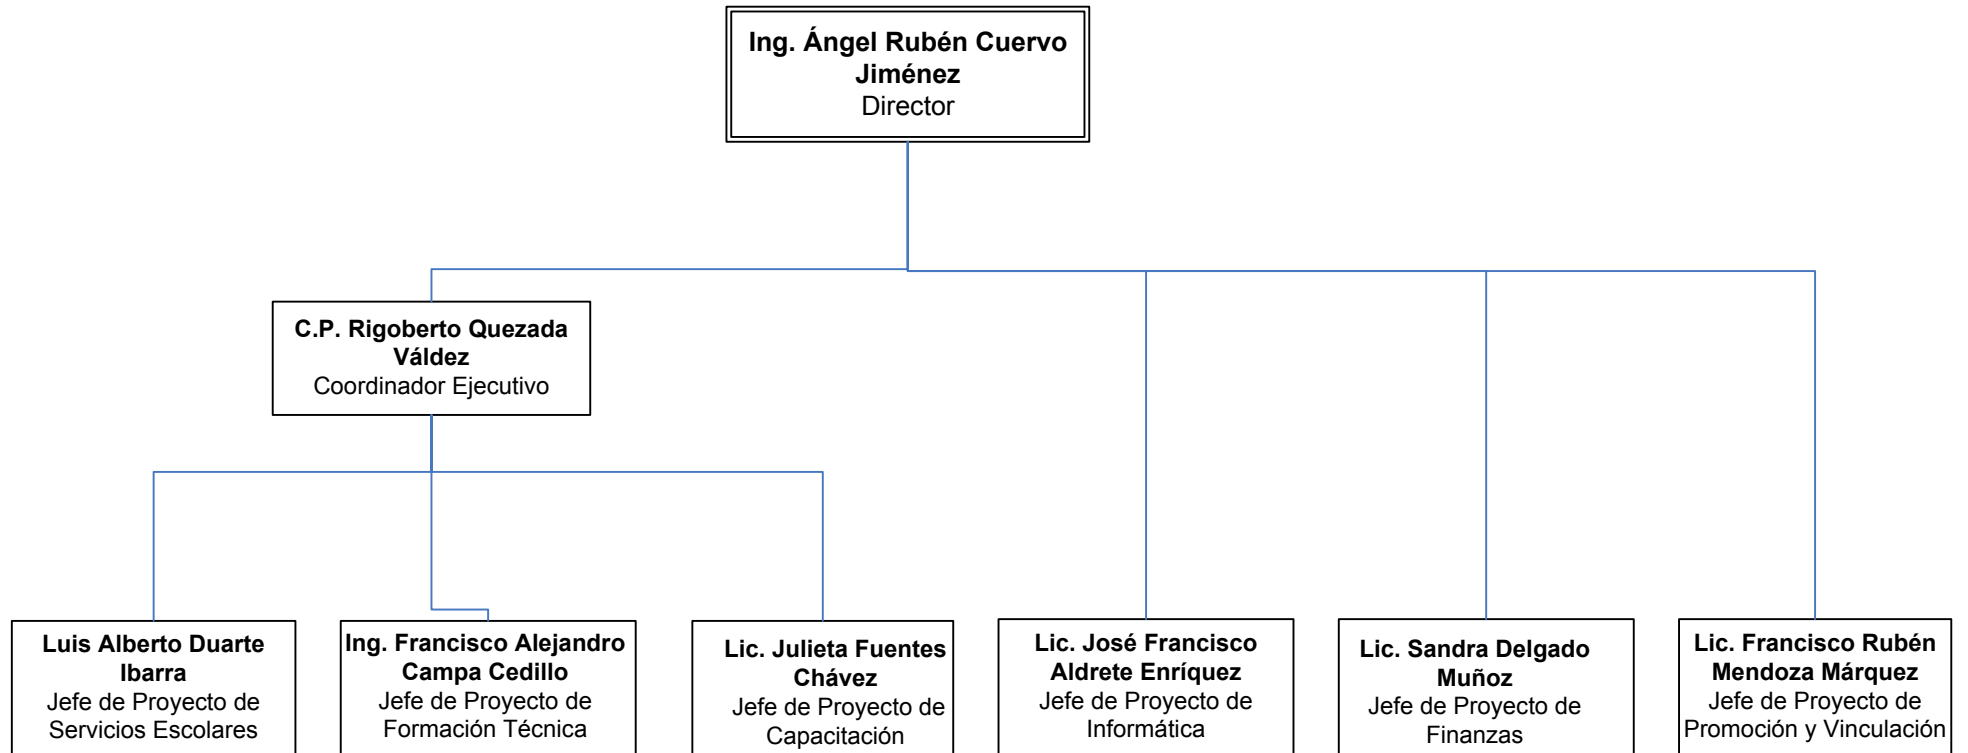 Ing. Ángel Rubén Cuervo
Jiménez
Director
C.P. Rigoberto Quezada
Váldez
Coordinador Ejecutivo
Luis Alberto Duarte
Ibarra
Jefe de Proyecto de
Servicios Escolares
Ing. Francisco Alejandro
Campa Cedillo
Jefe de Proyecto de
Formación Técnica
Lic. Julieta Fuentes
Chávez
Jefe de Proyecto de
Capacitación
Lic. José Francisco
Aldrete Enríquez
Jefe de Proyecto de
Informática
Lic. Sandra Delgado
Muñoz
Jefe de Proyecto de
Finanzas
Lic. Francisco Rubén
Mendoza Márquez
Jefe de Proyecto de
Promoción y Vinculación